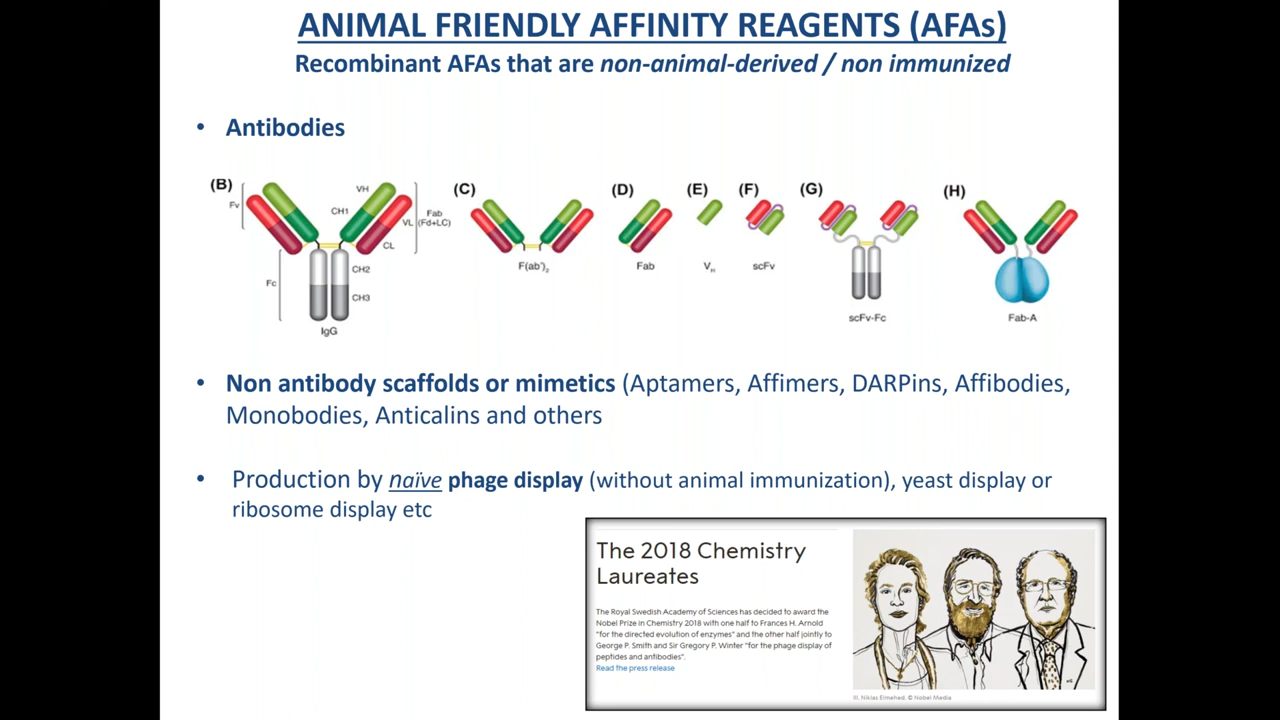 ANIMAL FRIENDLY AFFINITY REAGENTS (AFAs)
Recombinant AFAs that are non-animal-derived / non immunized
• Antibodies
(B)
Fv
VH
CH1
VL
Fab
(Fd+LC)
CL
Fc
CH2
CH3
IgG
(C)
F(ab')₂
(D)
Fab
(E)
VH
(F)
scFv
(G)
scFv-Fc
(H)
Fab-A
• Non antibody scaffolds or mimetics (Aptamers, Affimers, DARPins, Affibodies,
Monobodies, Anticalins and others
• Production by naïve phage display (without animal immunization), yeast display or
ribosome display etc
The 2018 Chemistry
Laureates
The Royal Swedish Academy of Sciences has decided to award the
Nobel Prize in Chemistry 2018 with one half to Frances H. Arnold
"for the directed evolution of enzymes" and the other half jointly to
George P. Smith and Sir Gregory P. Winter "for the phage display of
peptides and antibodies".
Read the press release
Ill. Niklas Elmehed. © Nobel Media